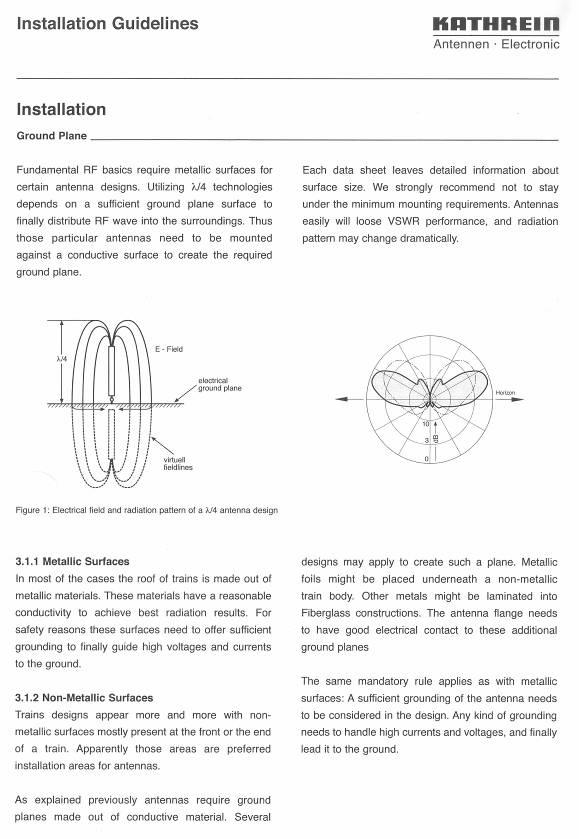 Installation Guidelines
KATHREIN
Antennen · Electronic
Installation
Ground Plane
Fundamental RF basics require metallic surfaces for
certain antenna designs. Utilizing λ/4 technologies
depends on a sufficient ground plane surface to
finally distribute RF wave into the surroundings. Thus
those particular antennas need to be mounted
against a conductive surface to create the required
ground plane.
Each data sheet leaves detailed information about
surface size. We strongly recommend not to stay
under the minimum mounting requirements. Antennas
easily will loose VSWR performance, and radiation
pattern may change dramatically.
λ/4
E - Field
electrical
ground plane
virtuell
fieldlines
Horizon
10
3
0
dB
Figure 1: Electrical field and radiation pattern of a λ/4 antenna design
3.1.1 Metallic Surfaces
In most of the cases the roof of trains is made out of
metallic materials. These materials have a reasonable
conductivity to achieve best radiation results. For
safety reasons these surfaces need to offer sufficient
grounding to finally guide high voltages and currents
to the ground.
3.1.2 Non-Metallic Surfaces
Trains designs appear more and more with non-
metallic surfaces mostly present at the front or the end
of a train. Apparently those areas are preferred
installation areas for antennas.
As explained previously antennas require ground
planes made out of conductive material. Several
designs may apply to create such a plane. Metallic
foils might be placed underneath a non-metallic
train body. Other metals might be laminated into
Fiberglass constructions. The antenna flange needs
to have good electrical contact to these additional
ground planes
The same mandatory rule applies as with metallic
surfaces: A sufficient grounding of the antenna needs
to be considered in the design. Any kind of grounding
needs to handle high currents and voltages, and finally
lead it to the ground.